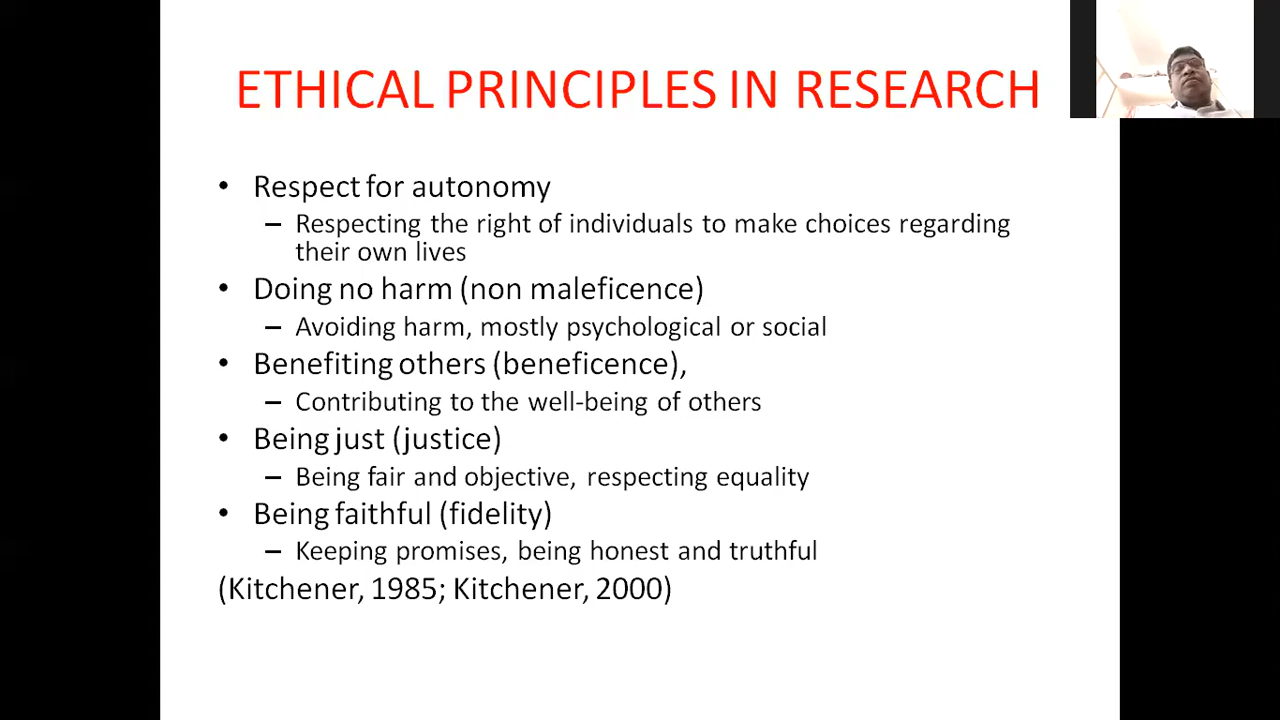 ETHICAL PRINCIPLES IN RESEARCH
• Respect for autonomy
– Respecting the right of individuals to make choices regarding
their own lives
• Doing no harm (non maleficence)
– Avoiding harm, mostly psychological or social
• Benefiting others (beneficence),
– Contributing to the well-being of others
• Being just (justice)
– Being fair and objective, respecting equality
• Being faithful (fidelity)
– Keeping promises, being honest and truthful
(Kitchener, 1985; Kitchener, 2000)